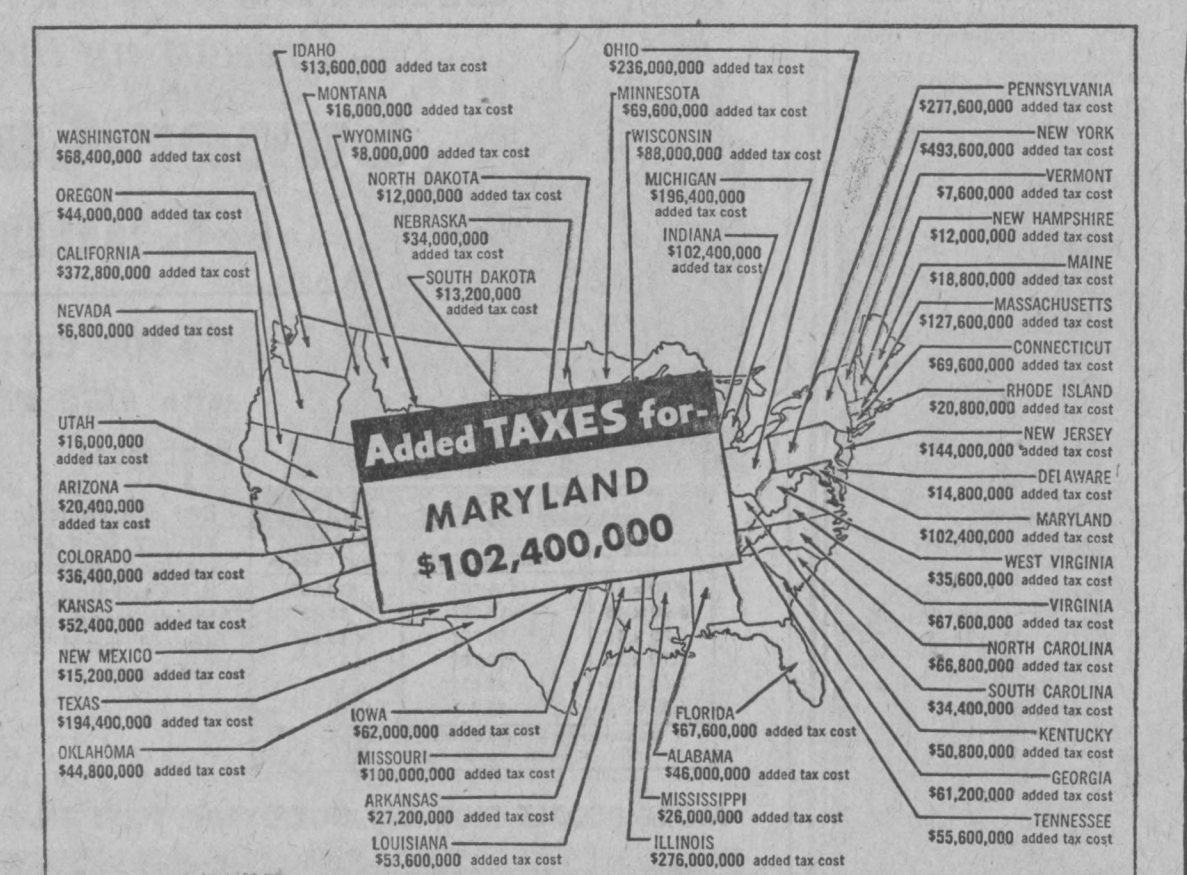 IDAHO
$13,600,000 added tax cost
MONTANA
$16,000,000 added tax cost
WYOMING
$8,000,000 added tax cost
NORTH DAKOTA
$12,000,000 added tax cost
NEBRASKA
$34,000,000
added tax cost
SOUTH DAKOTA
$13,200,000
added tax cost
OHIO
$236,000,000 added tax cost
MINNESOTA
$69,600,000 added tax cost
WISCONSIN
$88,000,000 added tax cost
MICHIGAN
$196,400,000
added tax cost
INDIANA
$102,400,000
added tax cost
WASHINGTON
$68,400,000 added tax cost
OREGON
$44,000,000 added tax cost
CALIFORNIA
$372,800,000 added tax cost
NEVADA
$6,800,000 added tax cost
UTAH
$16,000,000
added tax cost
ARIZONA
$20,400,000
added tax cost
COLORADO
$36,400,000 added tax cost
KANSAS
$52,400,000 added tax cost
NEW MEXICO
$15,200,000 added tax cost
TEXAS
$194,400,000 added tax cost
OKLAHOMA
$44,800,000 added tax cost
Added TAXES for-
MARYLAND
$102,400,000
IOWA
$62,000,000 added tax cost
MISSOURI
$100,000,000 added tax cost
ARKANSAS
$27,200,000 added tax cost
LOUISIANA
$53,600,000 added tax cost
FLORIDA
$67,600,000 added tax cost
ALABAMA
$46,000,000 added tax cost
MISSISSIPPI
$26,000,000 added tax cost
ILLINOIS
$276,000,000 added tax cost
PENNSYLVANIA
$277,600,000 added tax cost
NEW YORK
$493,600,000 added tax cost
VERMONT
$7,600,000 added tax cost
NEW HAMPSHIRE
$12,000,000 added tax cost
MAINE
$18,800,000 added tax cost
MASSACHUSETTS
$127,600,000 added tax cost
CONNECTICUT
$69,600,000 added tax cost
RHODE ISLAND
$20,800,000 added tax cost
NEW JERSEY
$144,000,000 added tax cost
DELAWARE
$14,800,000 added tax cost
MARYLAND
$102,400,000 added tax cost
WEST VIRGINIA
$35,600,000 added tax cost
VIRGINIA
$67,600,000 added tax cost
NORTH CAROLINA
$66,800,000 added tax cost
SOUTH CAROLINA
$34,400,000 added tax cost
KENTUCKY
$50,800,000 added tax cost
GEORGIA
$61,200,000 added tax cost
TENNESSEE
$55,600,000 added tax cost